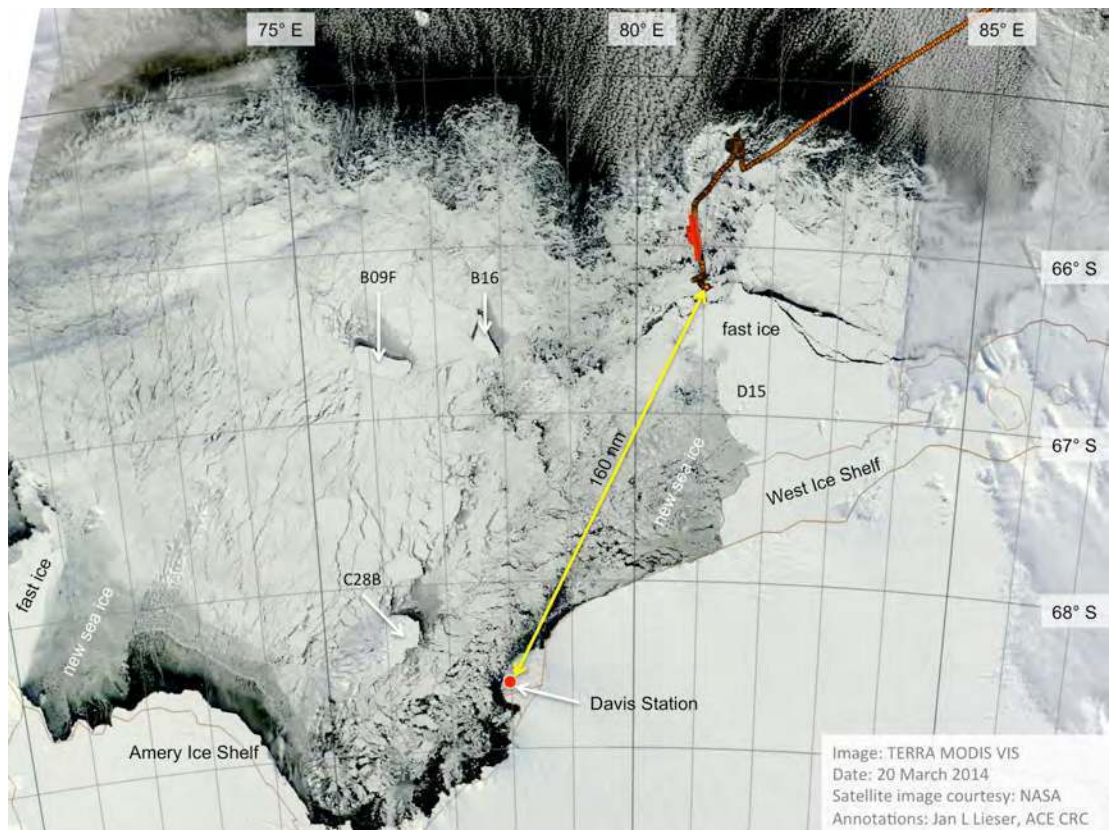 75° E
80° E
85° E
66° S
B09F
B16
fast ice
D15
160 nm
new sea ice
67° S
West Ice Shelf
C28B
fast ice
new sea ice
68° S
Davis Station
Amery Ice Shelf
Image: TERRA MODIS VIS
Date: 20 March 2014
Satellite image courtesy: NASA
Annotations: Jan L Lieser, ACE CRC